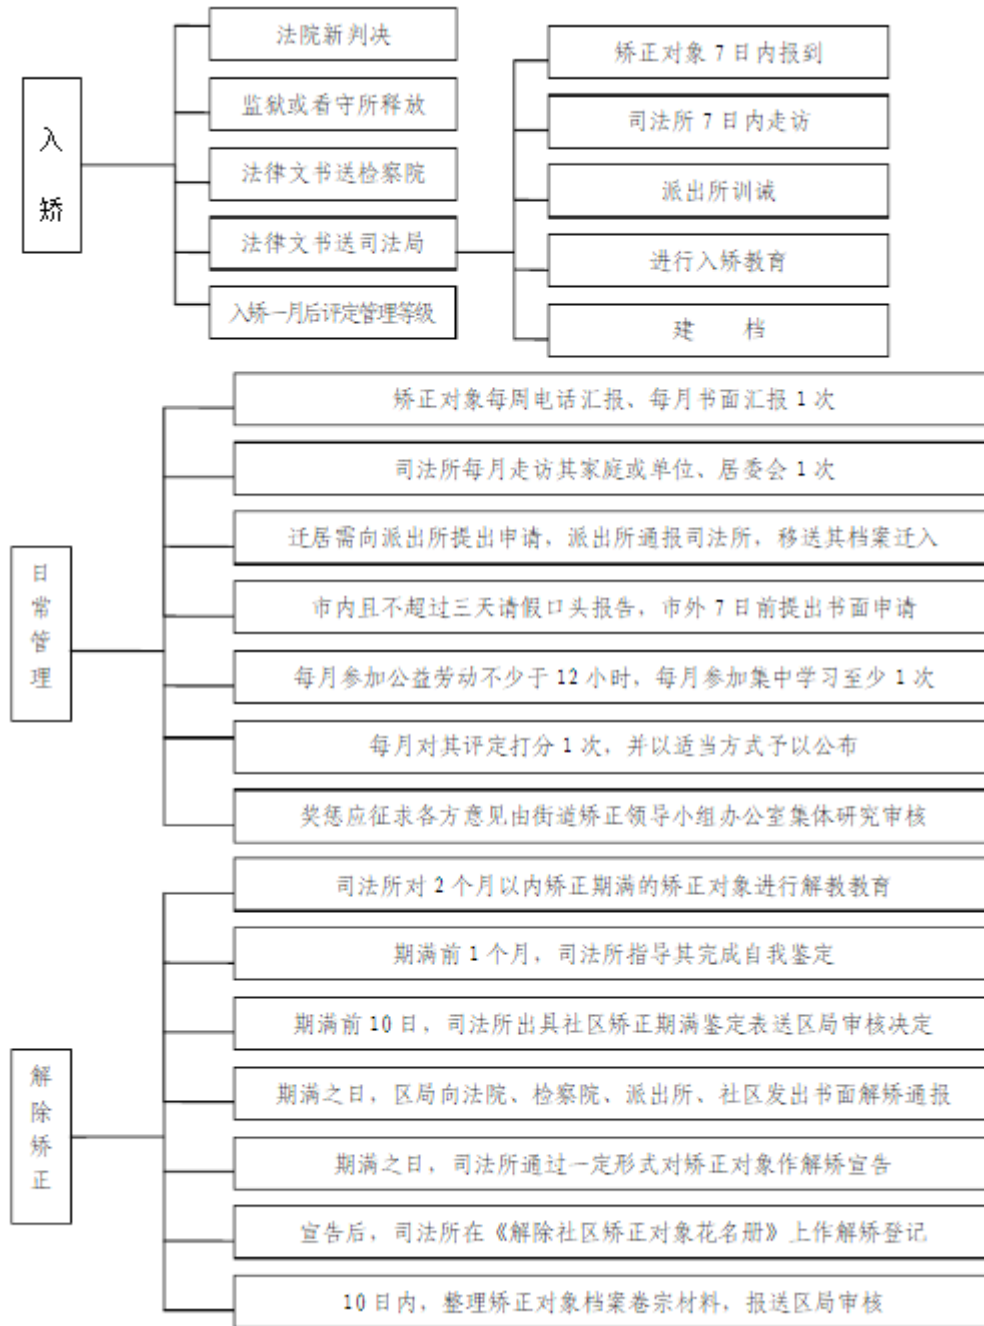 入矫
法院新判决
监狱或看守所释放
法律文书送检察院
法律文书送司法局
入矫一月后评定管理等级
矫正对象 7 日内报到
司法所 7 日内走访
派出所训诫
进行入矫教育
建 档
日常管理
矫正对象每周电话汇报、每月书面汇报 1 次
司法所每月走访其家庭或单位、居委会 1 次
迁居需向派出所提出申请，派出所通报司法所，移送其档案迁入
市内且不超过三天请假口头报告，市外 7 日前提出书面申请
每月参加公益劳动不少于 12 小时，每月参加集中学习至少 1 次
每月对其评定打分 1 次，并以适当方式予以公布
奖惩应征求各方意见由街道矫正领导小组办公室集体研究审核
解除矫正
司法所对 2 个月以内矫正期满的矫正对象进行解教教育
期满前 1 个月，司法所指导其完成自我鉴定
期满前 10 日，司法所出具社区矫正期满鉴定表送区局审核决定
期满之日，区局向法院、检察院、派出所、社区发出书面解矫通报
期满之日，司法所通过一定形式对矫正对象作解矫宣告
宣告后，司法所在《解除社区矫正对象花名册》上作解矫登记
10 日内，整理矫正对象档案卷宗材料，报送区局审核